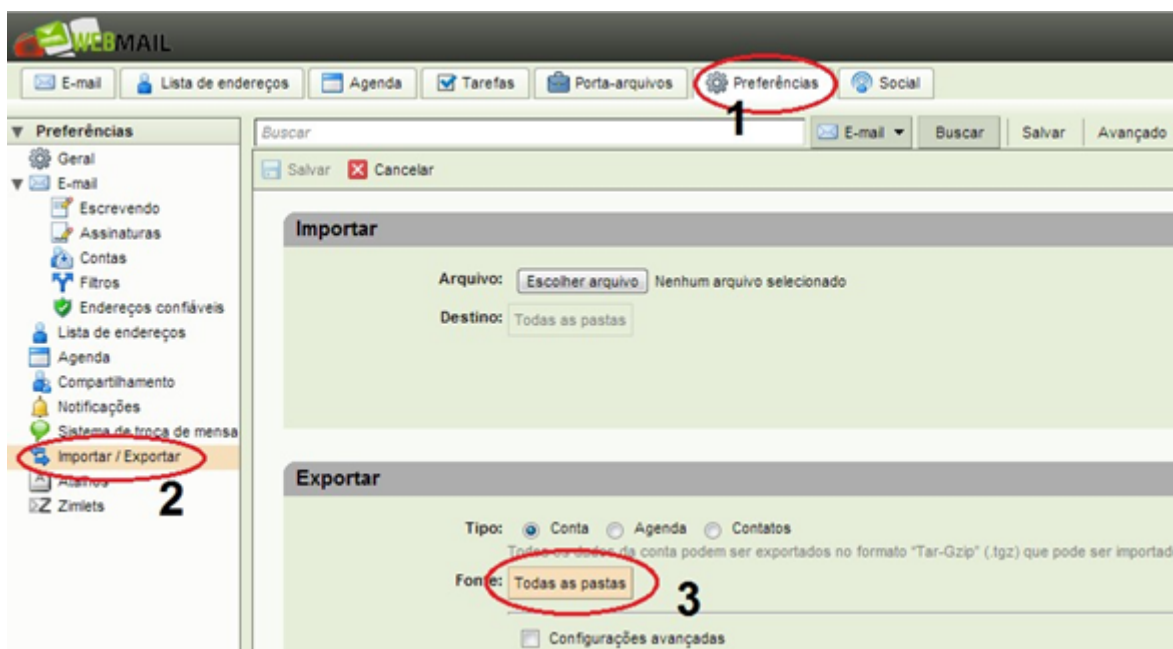 WEBMAIL
E-mail Lista de endereços Agenda Tarefas Porta-arquivos Preferências Social
1
Preferências
Geral
E-mail
Escrevendo
Assinaturas
Contas
Filtros
Endereços confiáveis
Lista de endereços
Agenda
Compartilhamento
Notificações
Sistema de troca de mensa
Importar / Exportar
Atalhos
Zimlets
2
Buscar E-mail Buscar Salvar Avançado
Salvar Cancelar
Importar
Arquivo: Escolher arquivo Nenhum arquivo selecionado
Destino: Todas as pastas
Exportar
Tipo: Conta Agenda Contatos
Todos os dados da conta podem ser exportados no formato "Tar-Gzip" (.tgz) que pode ser importad
Fonte: Todas as pastas
3
Configurações avançadas